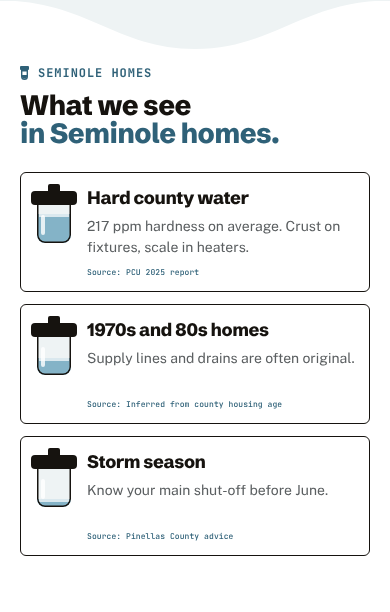 SEMINOLE HOMES
What we see
in Seminole homes.
Hard county water
217 ppm hardness on average. Crust on
fixtures, scale in heaters.
Source: PCU 2025 report
1970s and 80s homes
Supply lines and drains are often original.
Source: Inferred from county housing age
Storm season
Know your main shut-off before June.
Source: Pinellas County advice